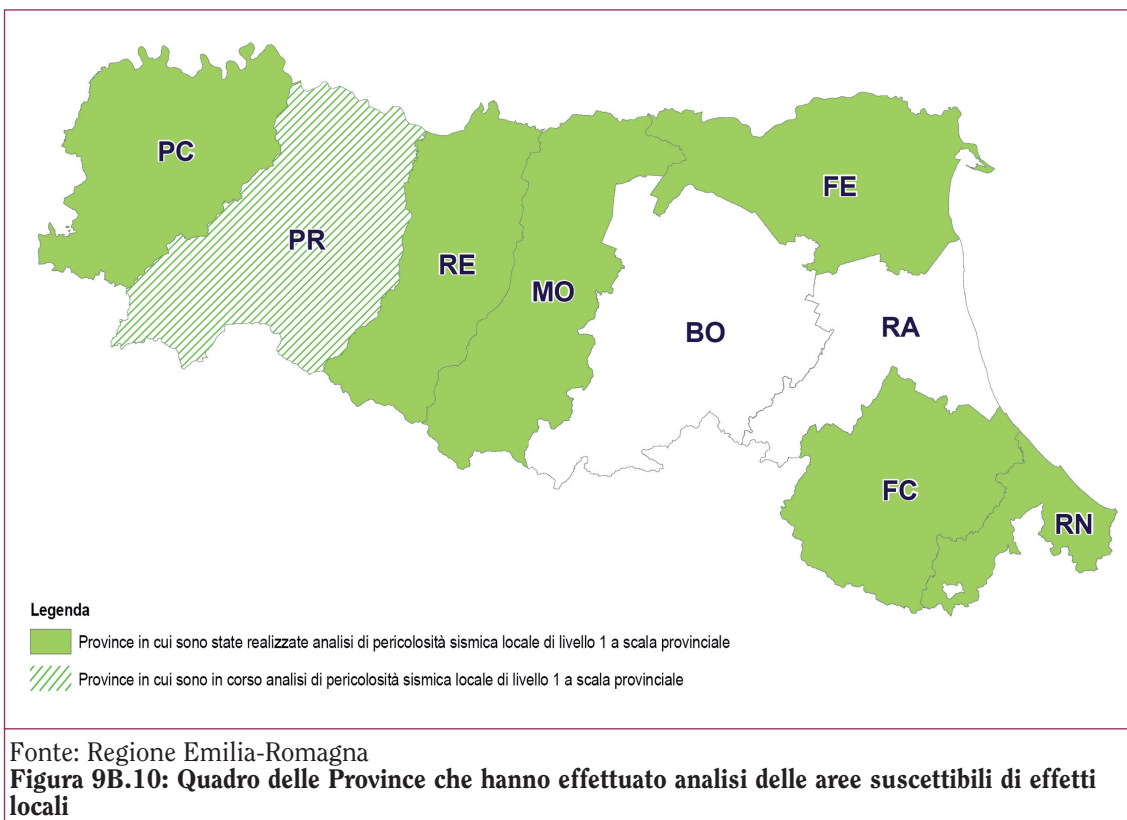 PC
PR
RE
MO
FE
BO
RA
FC
RN
Legenda
Province in cui sono state realizzate analisi di pericolosità sismica locale di livello 1 a scala provinciale
Province in cui sono in corso analisi di pericolosità sismica locale di livello 1 a scala provinciale
Fonte: Regione Emilia-Romagna
Figura 9B.10: Quadro delle Province che hanno effettuato analisi delle aree suscettibili di effetti
locali